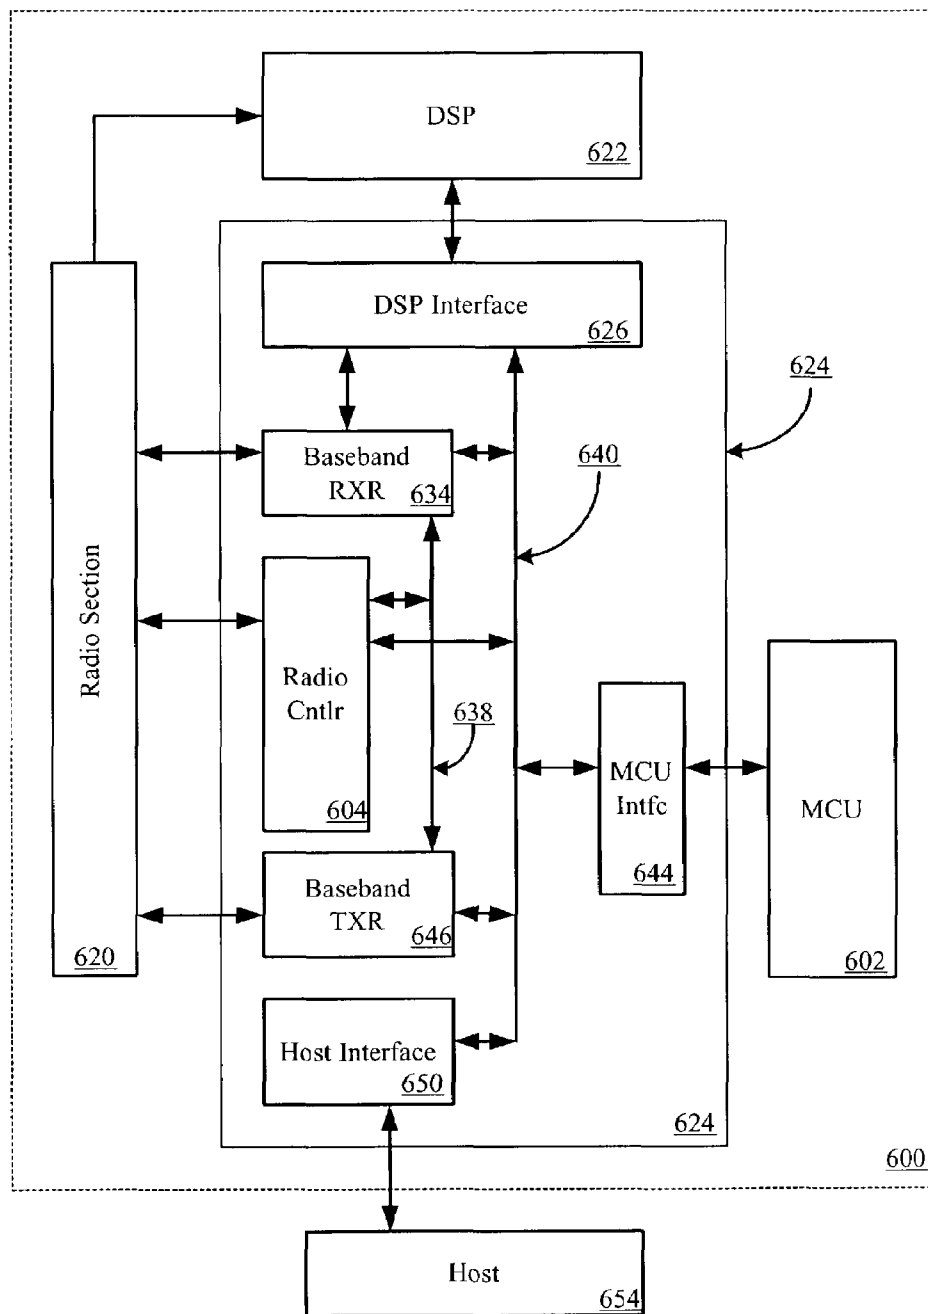 DSP
622
DSP Interface
626
624
Baseband
RXR
634
640
Radio Section
Radio
Cntlr
604
638
MCU
Intfc
644
MCU
602
Baseband
TXR
646
620
Host Interface
650
624
600
Host
654